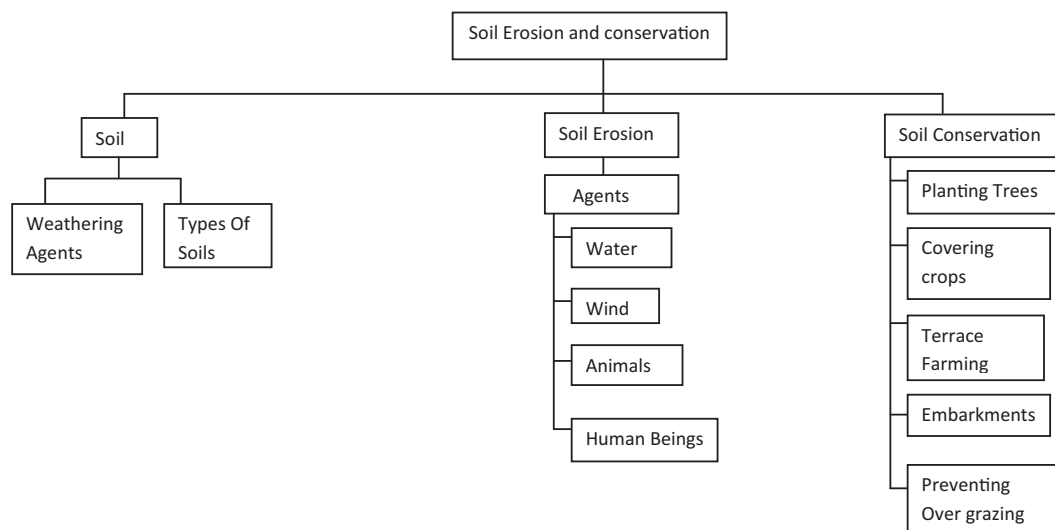 Soil Erosion and conservation
Soil
Weathering
Agents
Types Of
Soils
Soil Erosion
Agents
Water
Wind
Animals
Human Beings
Soil Conservation
Planting Trees
Covering
crops
Terrace
Farming
Embarkments
Preventing
Over grazing